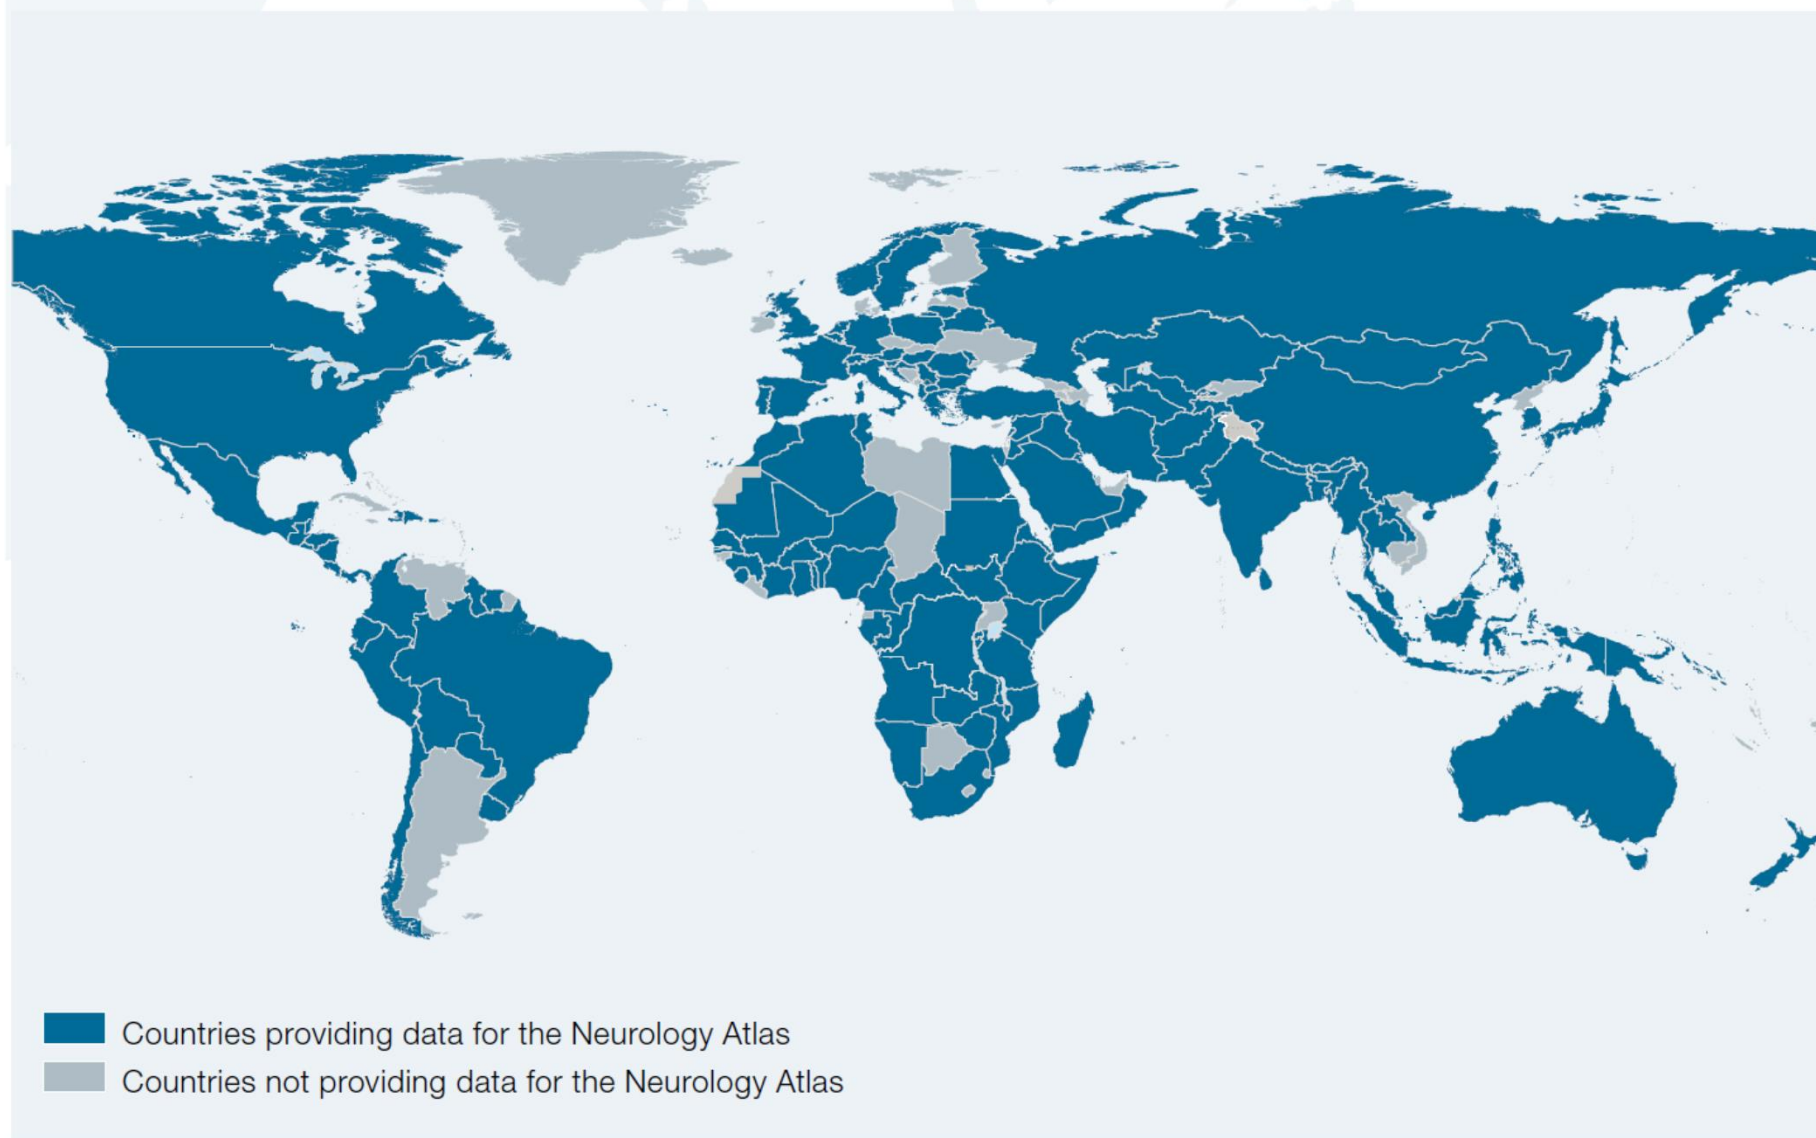 Countries providing data for the Neurology Atlas
Countries not providing data for the Neurology Atlas